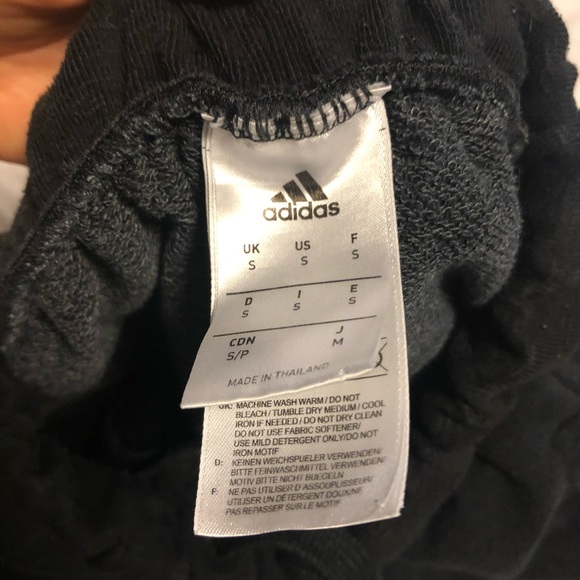 adidas
UK US F
S S S
D I E
S S S
CDN J
S/P M
MADE IN THAILAND
UK: MACHINE WASH WARM / DO NOT
BLEACH / TUMBLE DRY MEDIUM / COOL
IRON IF NEEDED / DO NOT DRY CLEAN
DO NOT USE FABRIC SOFTENER/
USE MILD DETERGENT ONLY/DO NOT
IRON MOTIF
D: KEINEN WEICHSPUELER VERWENDEN/
BITTE FEINWASCHMITTEL VERWENDEN/
MOTIV BITTE NICHT BUEGELN
F: NE PAS UTILISER D'ASSOUPLISSEUR/
UTILISER UN DETERGENT DOUX/NE
PAS REPASSER LE MOTIF